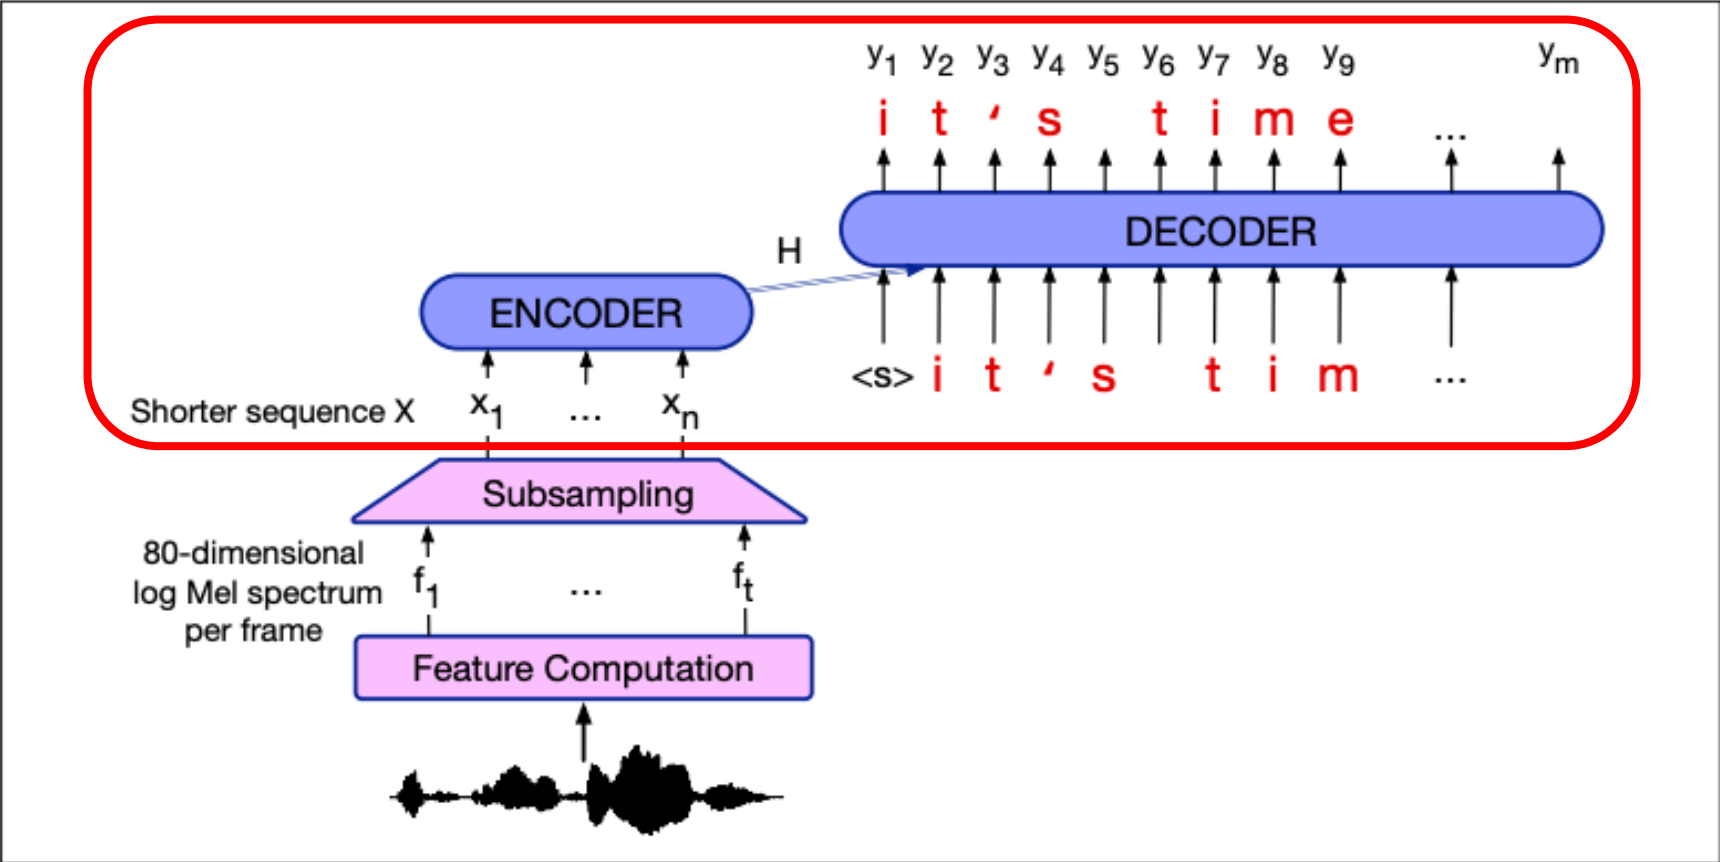 y1 y2 y3 y4 y5 y6 y7 y8 y9 ym
i t ‘ s t i m e ...
DECODER
H
ENCODER
<s> i t ‘ s t i m ...
Shorter sequence X x1 ... xn
Subsampling
80-dimensional
log Mel spectrum
per frame
f1 ... ft
Feature Computation